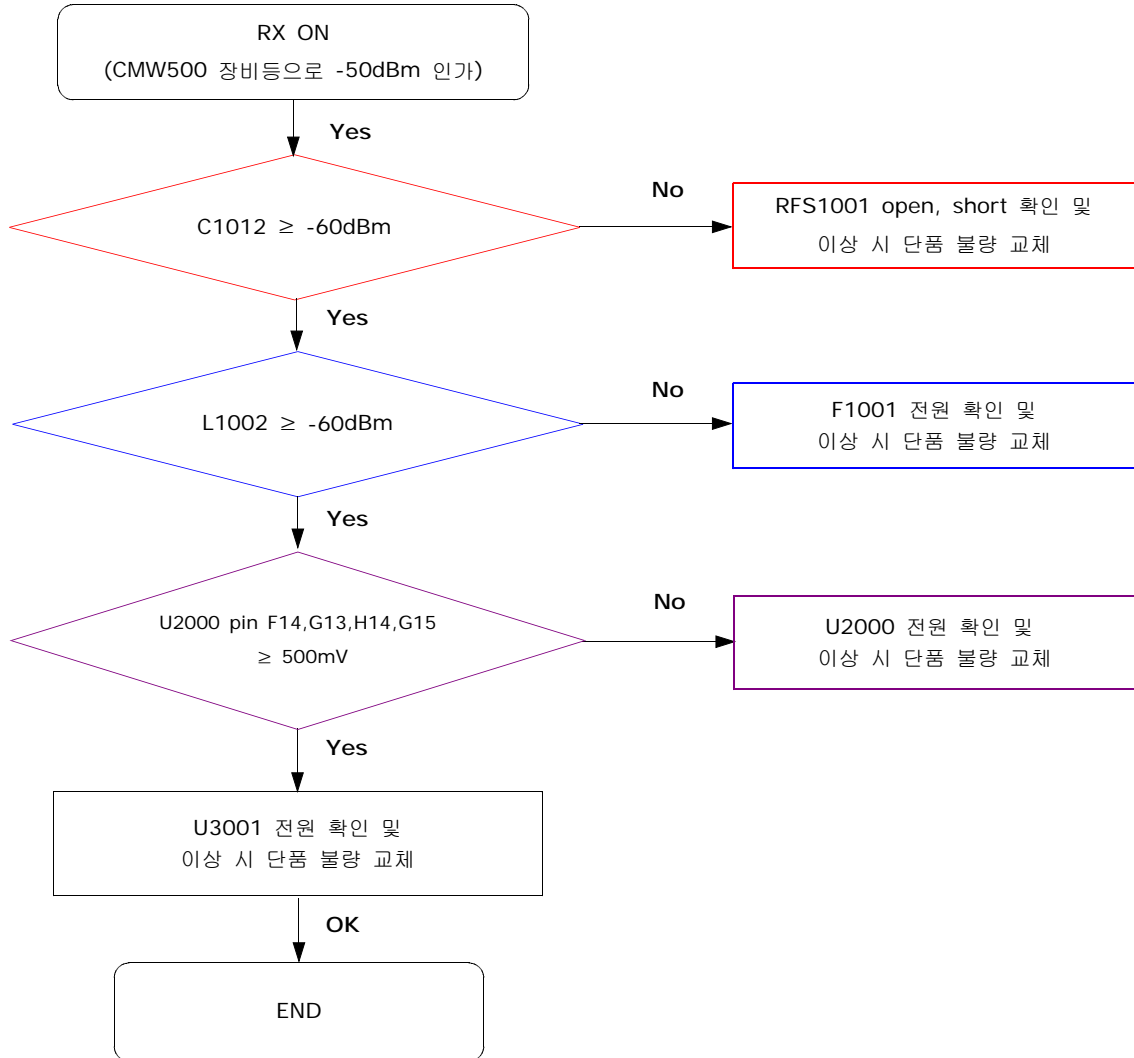 RX ON
(CMW500 장비등으로 -50dBm 인가)
Yes
C1012 ≥ -60dBm
No
RFS1001 open, short 확인 및
이상 시 단품 불량 교체
Yes
L1002 ≥ -60dBm
No
F1001 전원 확인 및
이상 시 단품 불량 교체
Yes
U2000 pin F14,G13,H14,G15
≥ 500mV
No
U2000 전원 확인 및
이상 시 단품 불량 교체
Yes
U3001 전원 확인 및
이상 시 단품 불량 교체
OK
END